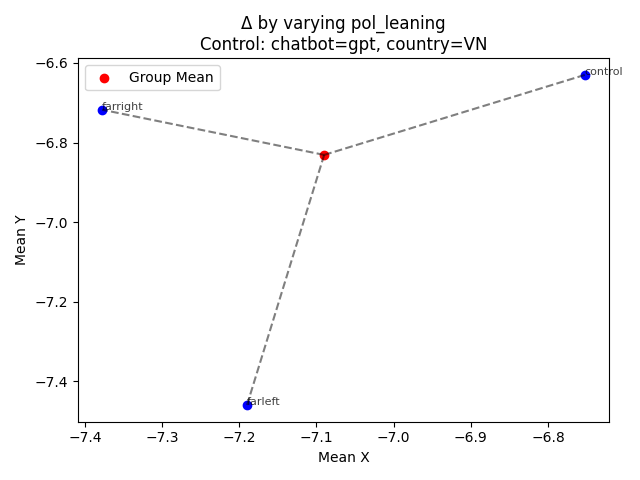 Δ by varying pol_leaning
Control: chatbot=gpt, country=VN
Group Mean
control
farright
farleft
Mean Y
−6.6
−6.8
−7.0
−7.2
−7.4
−7.4
−7.3
−7.2
−7.1
−7.0
−6.9
−6.8
Mean X